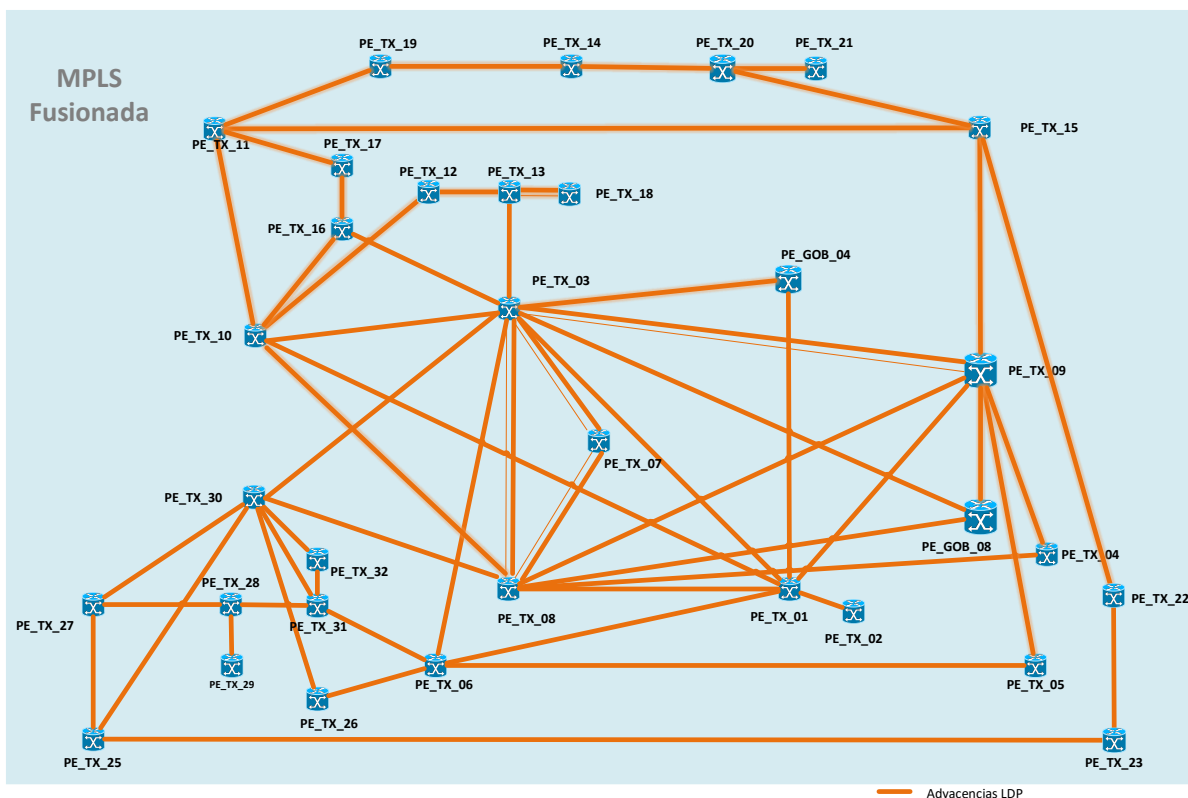 PE_TX_19
PE_TX_14
PE_TX_20
PE_TX_21
MPLS
Fusionada
PE_TX_11
PE_TX_15
PE_TX_17
PE_TX_12
PE_TX_13
PE_TX_18
PE_TX_16
PE_GOB_04
PE_TX_03
PE_TX_10
PE_TX_09
PE_TX_07
PE_TX_30
PE_GOB_08
PE_TX_04
PE_TX_32
PE_TX_28
PE_TX_22
PE_TX_27
PE_TX_31
PE_TX_08
PE_TX_01
PE_TX_02
PE_TX_29
PE_TX_06
PE_TX_05
PE_TX_26
PE_TX_25
PE_TX_23
Advacencias LDP